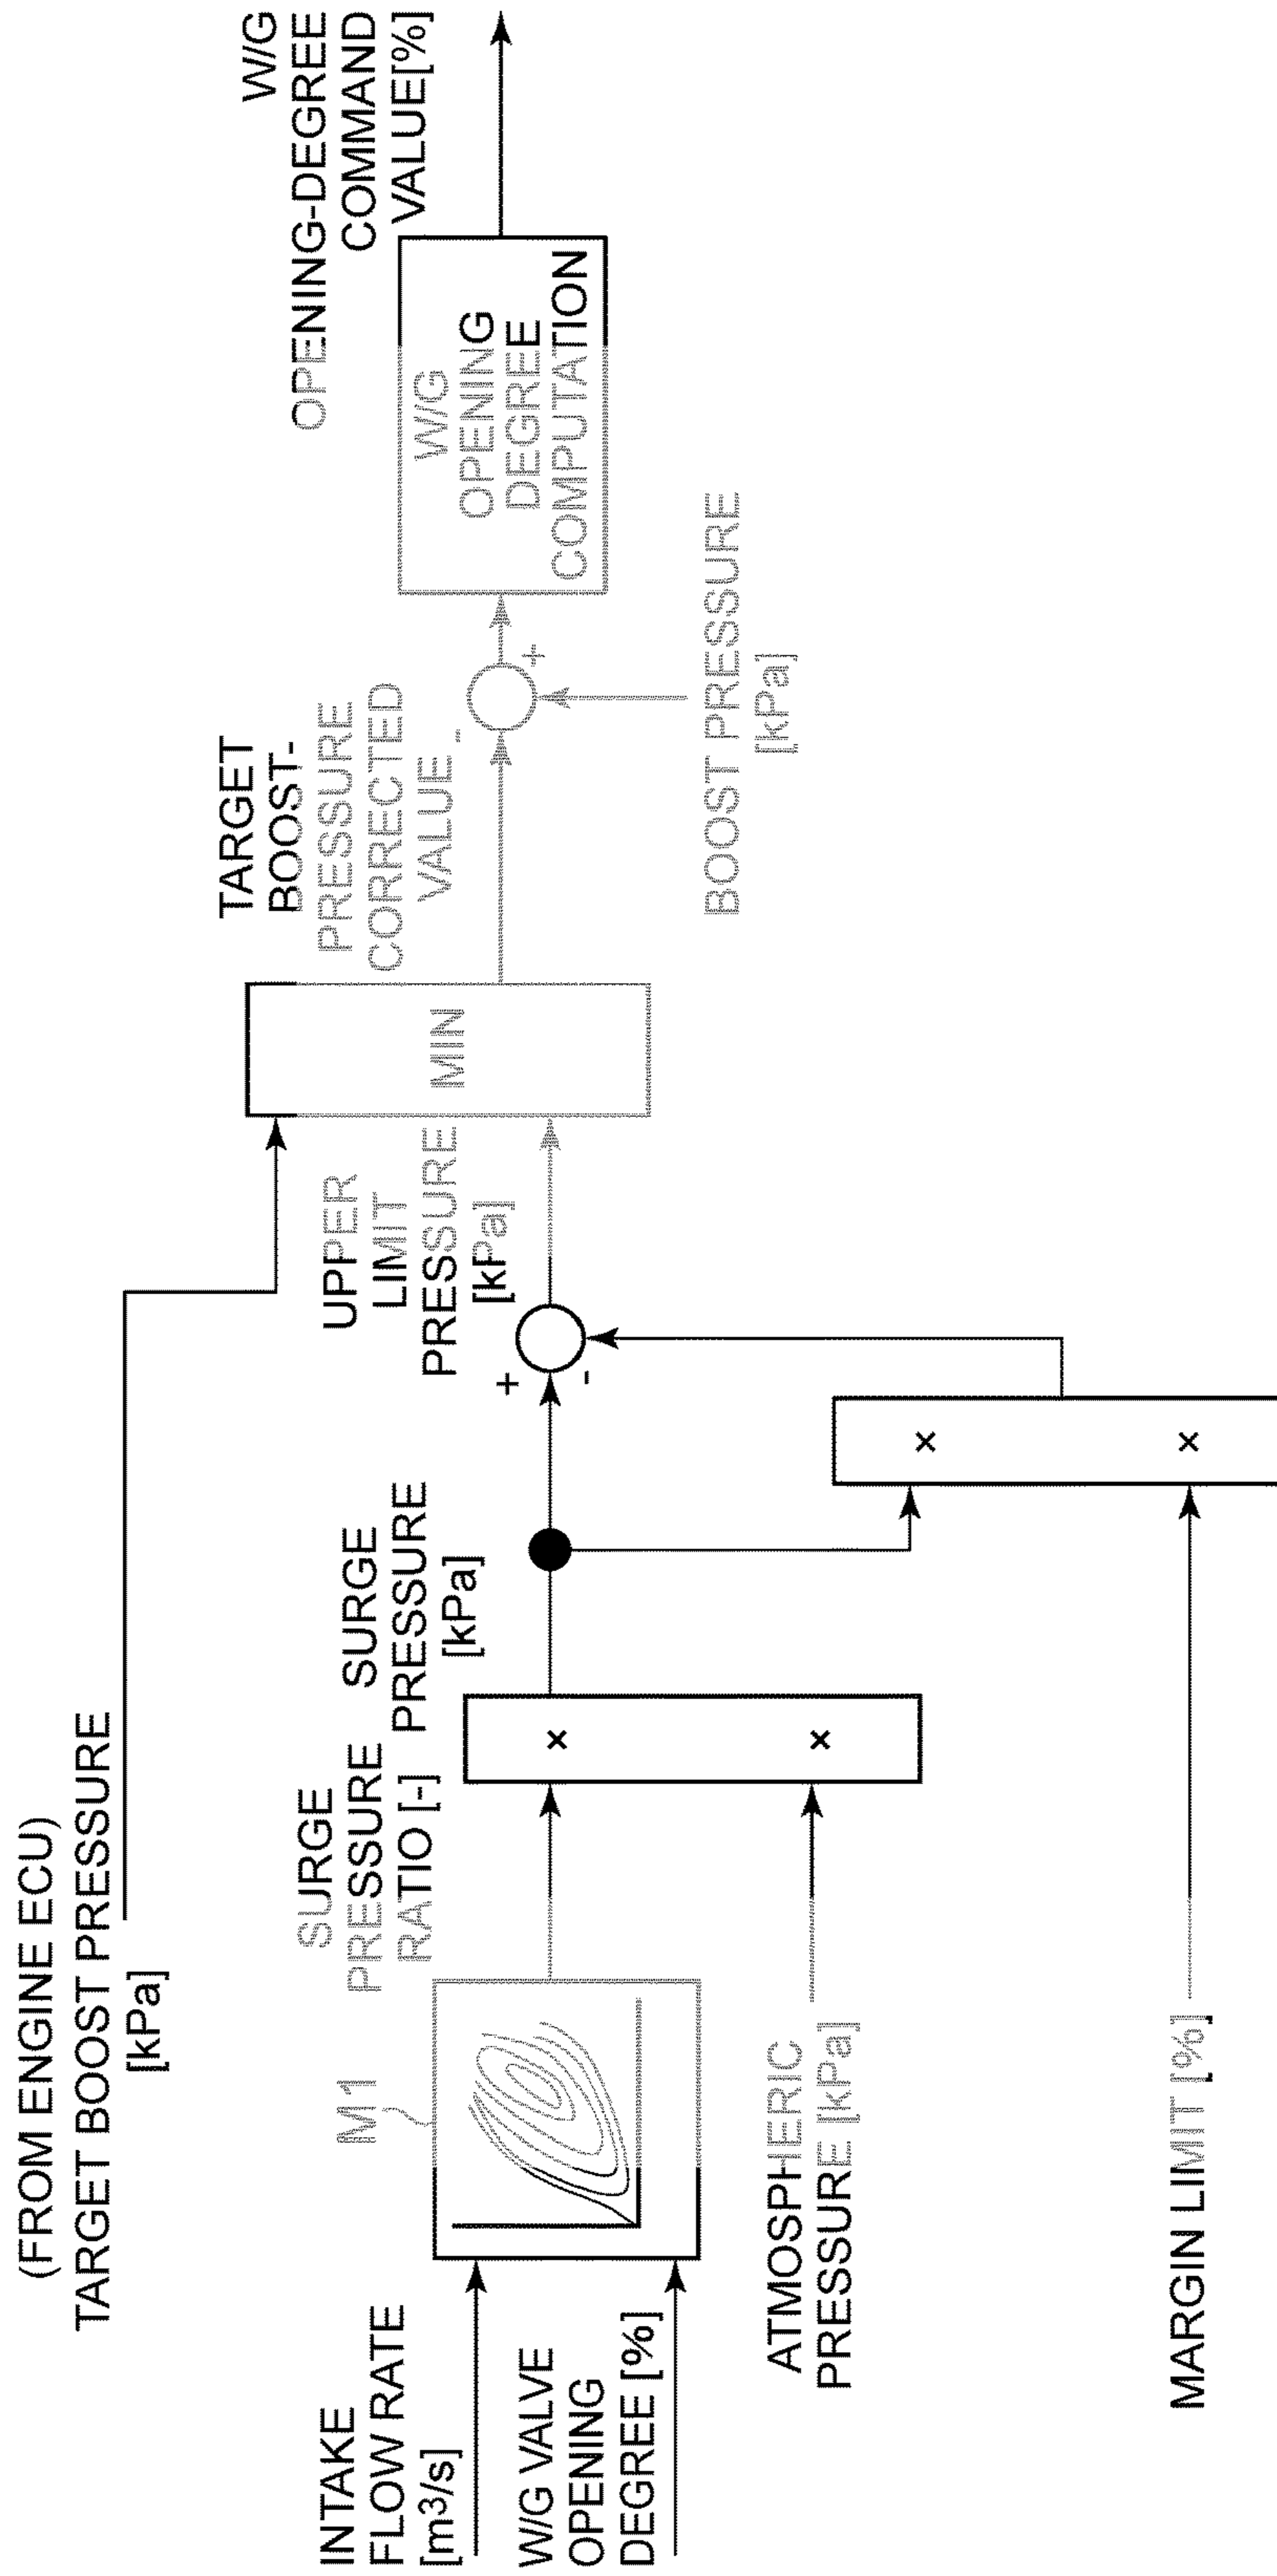 (FROM ENGINE ECU)
TARGET BOOST PRESSURE
[kPa]
INTAKE
FLOW RATE
[m3/s]
W/G VALVE
OPENING
DEGREE [%]
M1
SURGE
PRESSURE
RATIO [-]
ATMOSPHERIC
PRESSURE [kPa]
MARGIN LIMIT [%]
×
×
SURGE
PRESSURE
[kPa]
×
×
+
-
UPPER
LIMIT
PRESSURE
[kPa]
MIN
TARGET
BOOST-
PRESSURE
CORRECTED
VALUE
-
+
BOOST PRESSURE
[kPa]
W/G
OPENING
DEGREE
COMPUTATION
W/G
OPENING-DEGREE
COMMAND
VALUE[%]